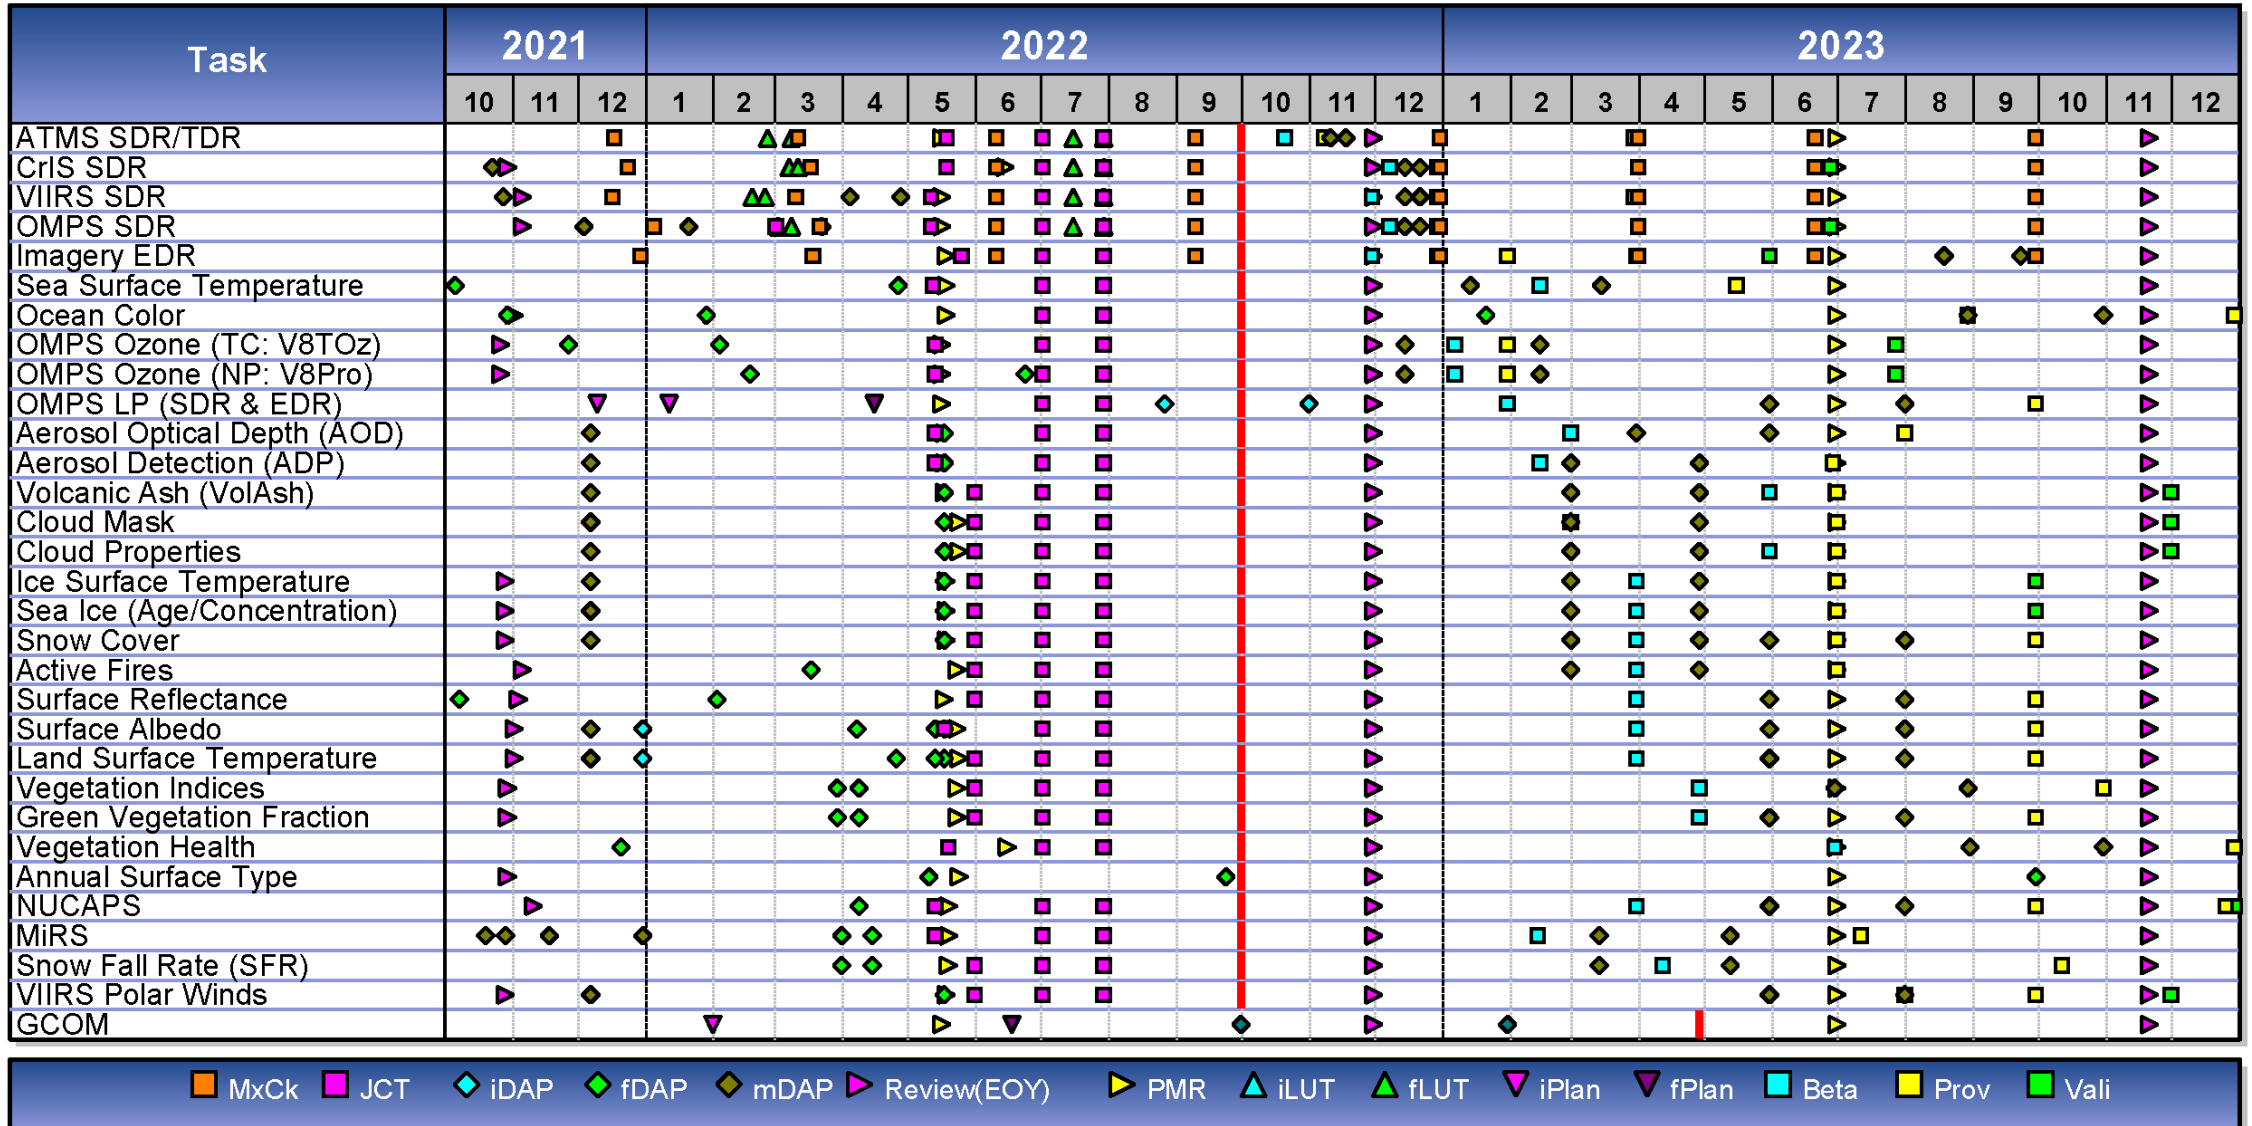 Task 2021 2022 2023
10 11 12 1 2 3 4 5 6 7 8 9 10 11 12 1 2 3 4 5 6 7 8 9 10 11 12
ATMS SDR/TDR
CrIS SDR
VIIRS SDR
OMPS SDR
Imagery EDR
Sea Surface Temperature
Ocean Color
OMPS Ozone (TC: V8TOz)
OMPS Ozone (NP: V8Pro)
OMPS LP (SDR & EDR)
Aerosol Optical Depth (AOD)
Aerosol Detection (ADP)
Volcanic Ash (VolAsh)
Cloud Mask
Cloud Properties
Ice Surface Temperature
Sea Ice (Age/Concentration)
Snow Cover
Active Fires
Surface Reflectance
Surface Albedo
Land Surface Temperature
Vegetation Indices
Green Vegetation Fraction
Vegetation Health
Annual Surface Type
NUCAPS
MiRS
Snow Fall Rate (SFR)
VIIRS Polar Winds
GCOM
MxCk JCT iDAP fDAP mDAP Review(EOY) PMR iLUT fLUT iPlan fPlan Beta Prov Vali